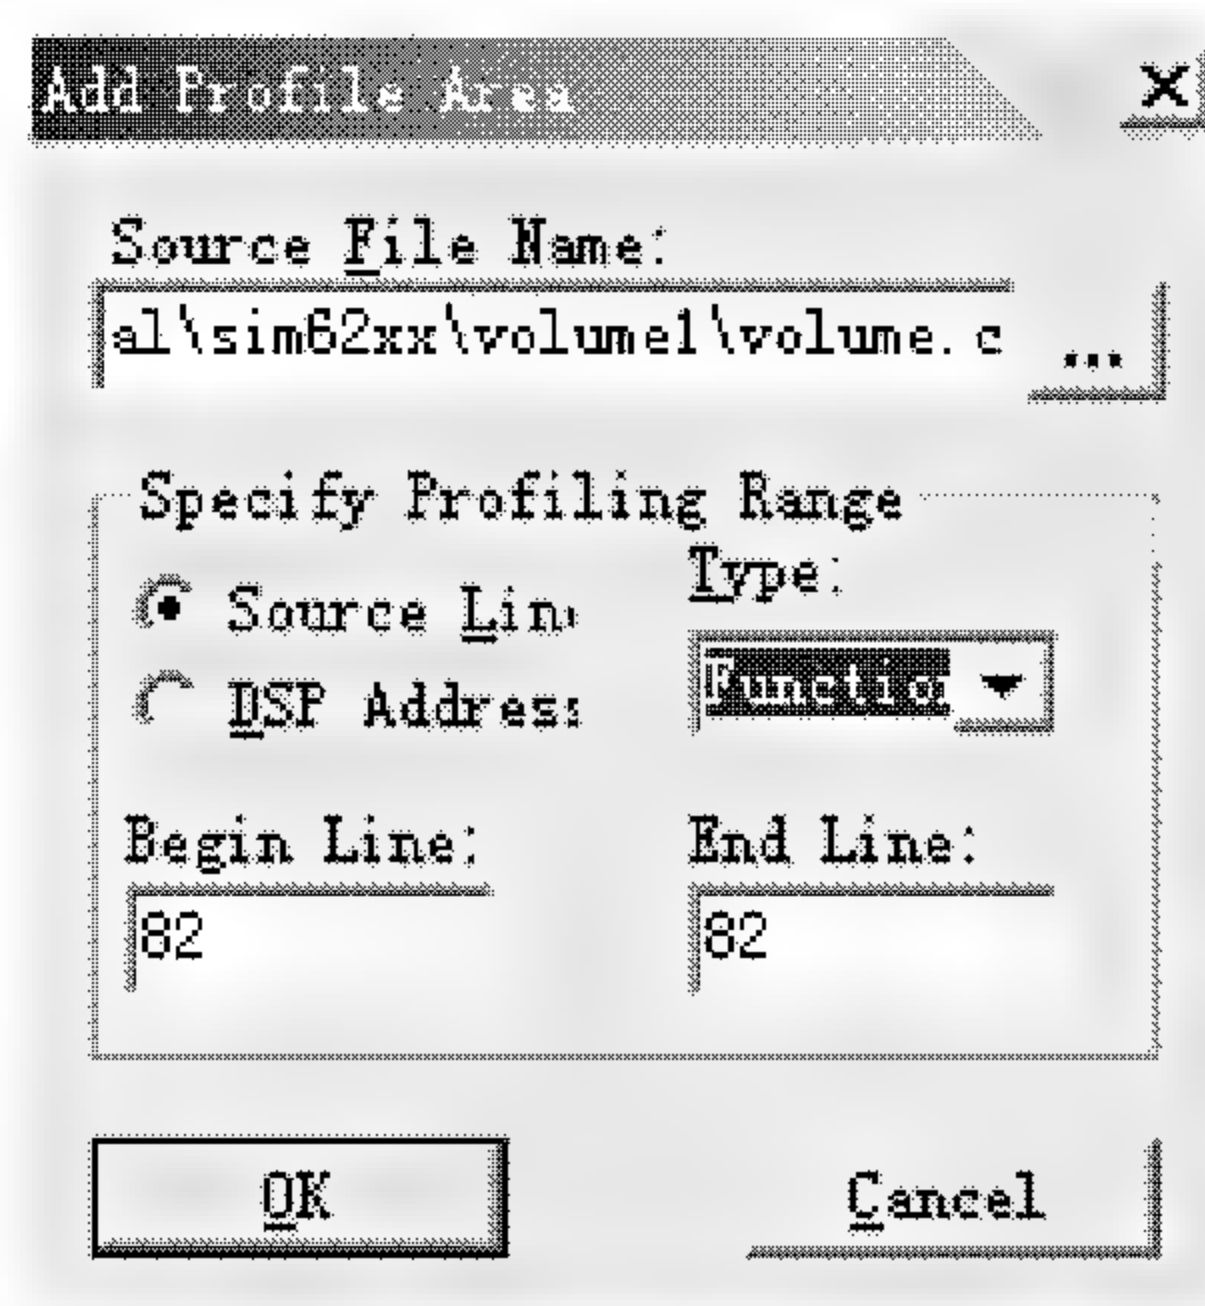 Add Profile Area
Source File Name:
al\sim62xx\volume1\volume.c
...
Specify Profiling Range
Source Lin
Type:
DSP Address
Functio
Begin Line:
End Line:
82
82
OK
Cancel